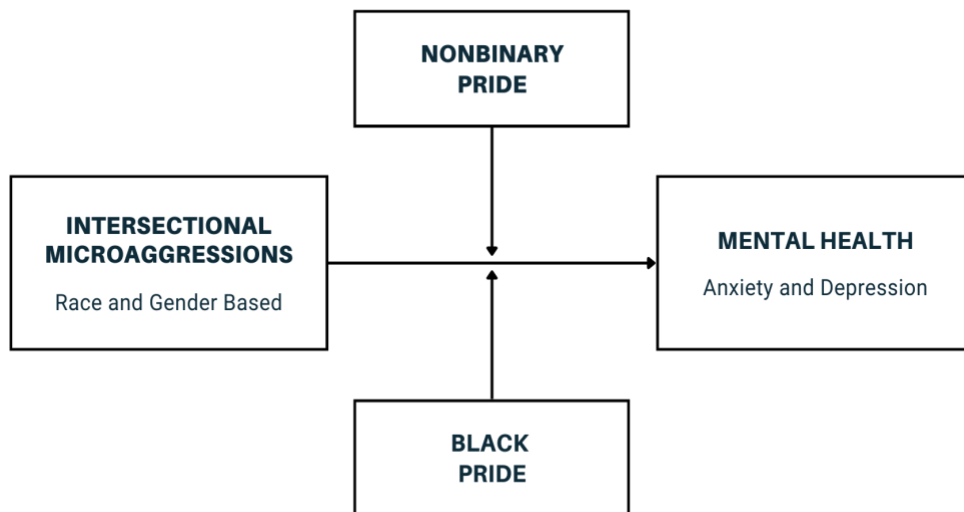 NONBINARY
PRIDE
INTERSECTIONAL
MICROAGGRESSIONS
Race and Gender Based
MENTAL HEALTH
Anxiety and Depression
BLACK
PRIDE